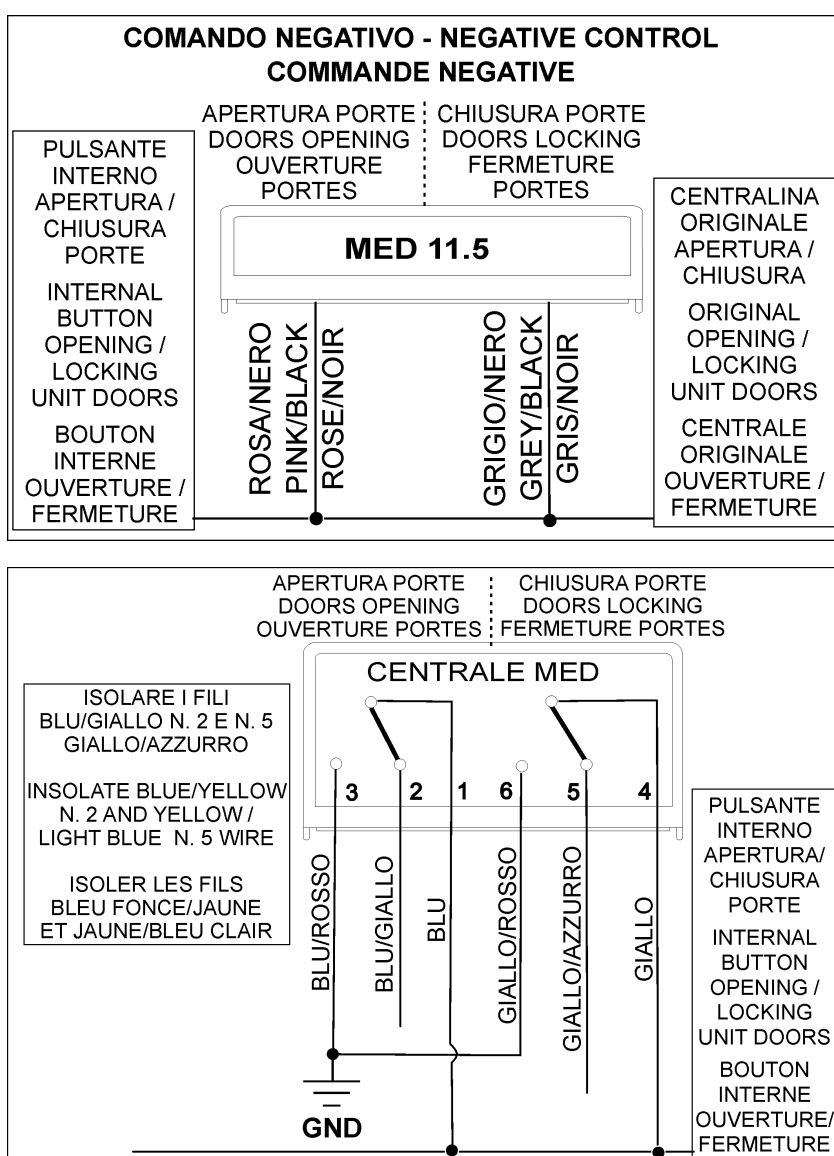 COMANDO NEGATIVO - NEGATIVE CONTROL
COMMANDE NEGATIVE
APERTURA PORTE
DOORS OPENING
OUVERTURE
PORTES
CHIUSURA PORTE
DOORS LOCKING
FERMETURE
PORTES
PULSANTE
INTERNO
APERTURA /
CHIUSURA
PORTE
INTERNAL
BUTTON
OPENING /
LOCKING
UNIT DOORS
BOUTON
INTERNE
OUVERTURE /
FERMETURE
MED 11.5
ROSA/NERO
PINK/BLACK
ROSE/NOIR
GRIGIO/NERO
GREY/BLACK
GRIS/NOIR
CENTRALINA
ORIGINALE
APERTURA /
CHIUSURA
ORIGINAL
OPENING /
LOCKING
UNIT DOORS
CENTRALE
ORIGINALE
OUVERTURE /
FERMETURE
APERTURA PORTE
DOORS OPENING
OUVERTURE PORTES
CHIUSURA PORTE
DOORS LOCKING
FERMETURE PORTES
CENTRALE MED
ISOLARE I FILI
BLU/GIALLO N. 2 E N. 5
GIALLO/AZZURRO
INSOLATE BLUE/YELLOW
N. 2 AND YELLOW /
LIGHT BLUE N. 5 WIRE
ISOLER LES FILS
BLEU FONCE/JAUNE
ET JAUNE/BLEU CLAIR
3 2 1 6 5 4
BLU/ROSSO
BLU/GIALLO
BLU
GIALLO/ROSSO
GIALLO/AZZURRO
GIALLO
GND
PULSANTE
INTERNO
APERTURA/
CHIUSURA
PORTE
INTERNAL
BUTTON
OPENING /
LOCKING
UNIT DOORS
BOUTON
INTERNE
OUVERTURE/
FERMETURE